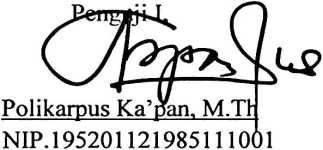 Penguji I.
Polikarpus Ka'pan, M.Th
NIP.195201121985111001